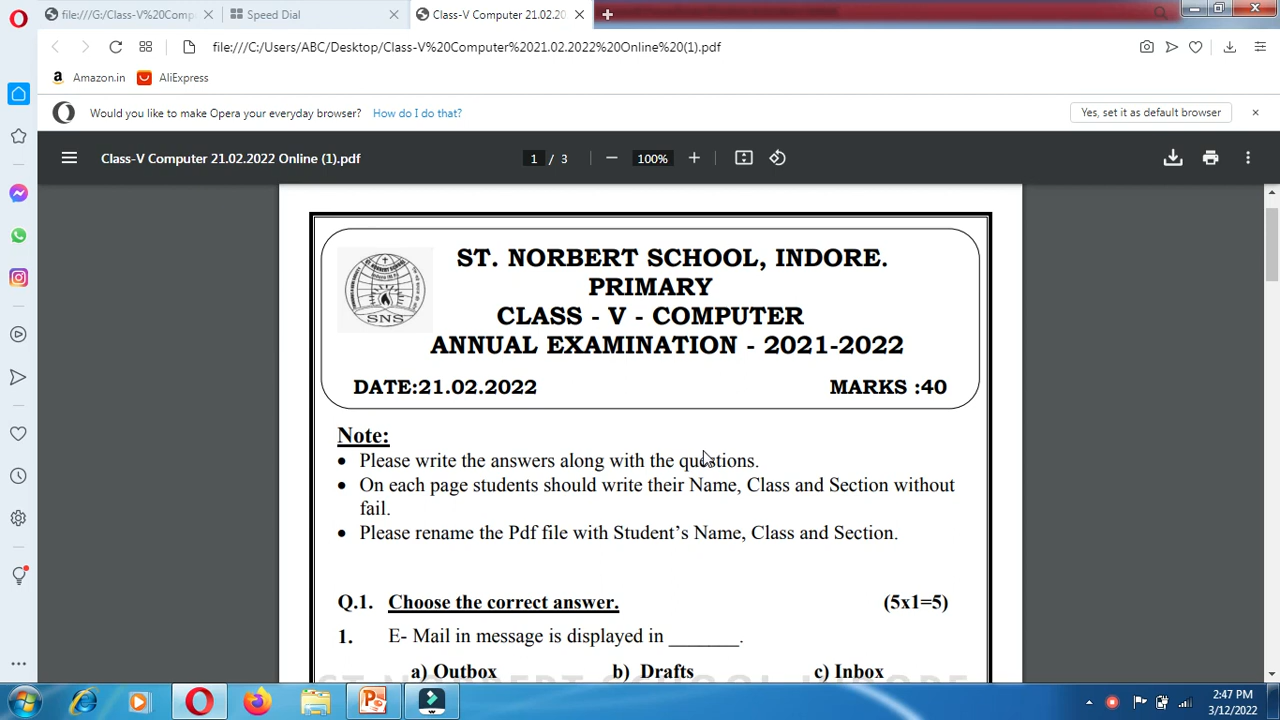 file:///G:/Class-V%20Comp
Speed Dial
Class-V Computer 21.02.20
file:///C:/Users/ABC/Desktop/Class-V%20Computer%2021.02.2022%20Online%20(1).pdf
Amazon.in
AliExpress
Would you like to make Opera your everyday browser? How do I do that?
Yes, set it as default browser
Class-V Computer 21.02.2022 Online (1).pdf
1 / 3
100%
ST. NORBERT SCHOOL, INDORE.
PRIMARY
CLASS - V - COMPUTER
ANNUAL EXAMINATION - 2021-2022
SNS
DATE:21.02.2022
MARKS :40
Note:
• Please write the answers along with the questions.
• On each page students should write their Name, Class and Section without
fail.
• Please rename the Pdf file with Student's Name, Class and Section.
Q.1. Choose the correct answer. (5x1=5)
1. E- Mail in message is displayed in _______.
a) Outbox b) Drafts c) Inbox
2:47 PM
3/12/2022